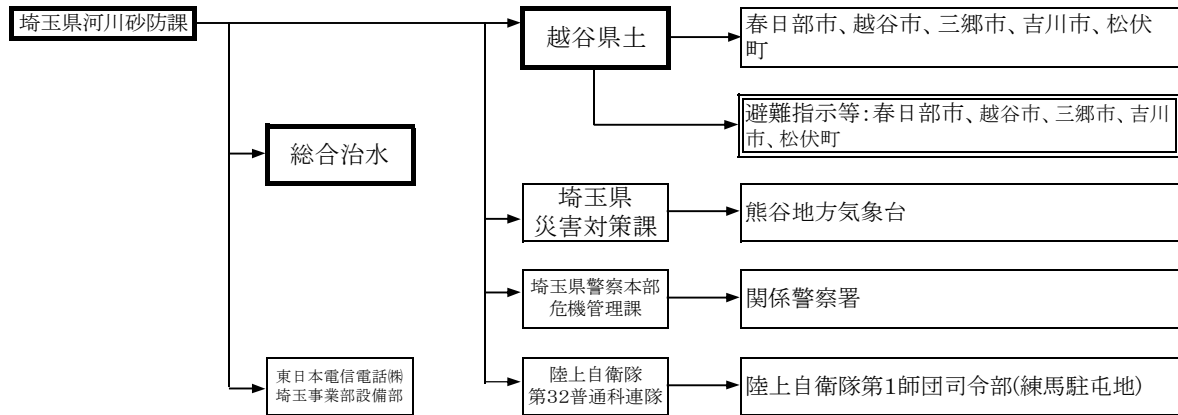 埼玉県河川砂防課
越谷県土
春日部市、越谷市、三郷市、吉川市、松伏
町
避難指示等：春日部市、越谷市、三郷市、吉川
市、松伏町
総合治水
埼玉県
災害対策課
熊谷地方気象台
埼玉県警察本部
危機管理課
関係警察署
東日本電信電話㈱
埼玉事業部設備部
陸上自衛隊
第32普通科連隊
陸上自衛隊第1師団司令部(練馬駐屯地)